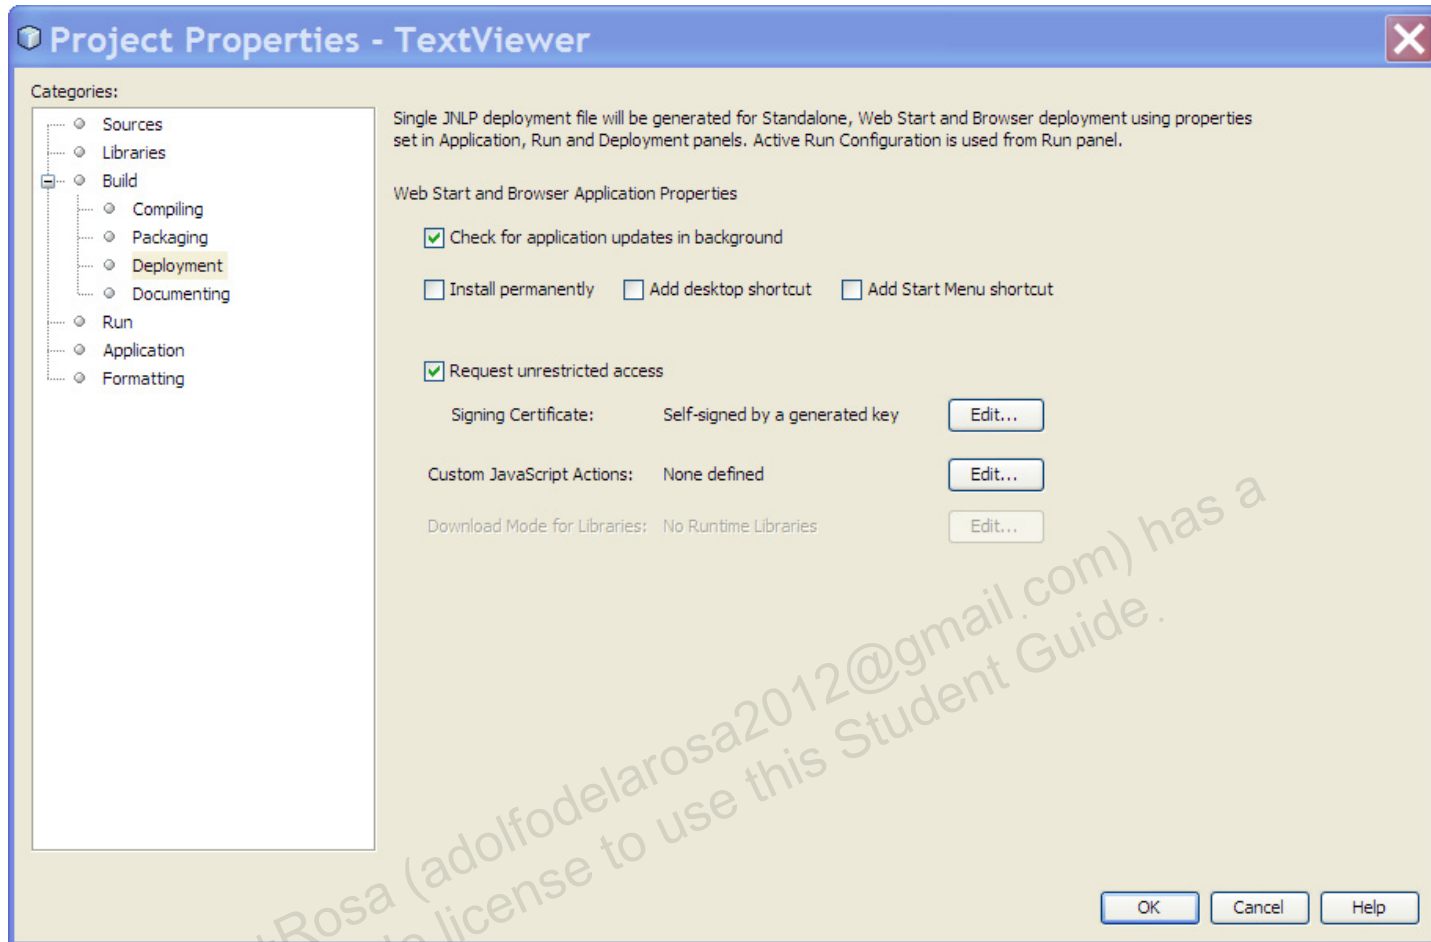 Project Properties - TextViewer
Categories:
Sources
Libraries
Build
Compiling
Packaging
Deployment
Documenting
Run
Application
Formatting
Single JNLP deployment file will be generated for Standalone, Web Start and Browser deployment using properties
set in Application, Run and Deployment panels. Active Run Configuration is used from Run panel.
Web Start and Browser Application Properties
Check for application updates in background
Install permanently Add desktop shortcut Add Start Menu shortcut
Request unrestricted access
Signing Certificate: Self-signed by a generated key Edit...
Custom JavaScript Actions: None defined Edit...
Download Mode for Libraries: No Runtime Libraries Edit...
Rosa (adolfodelarosa2012@gmail.com) has a
license to use this Student Guide.
OK Cancel Help